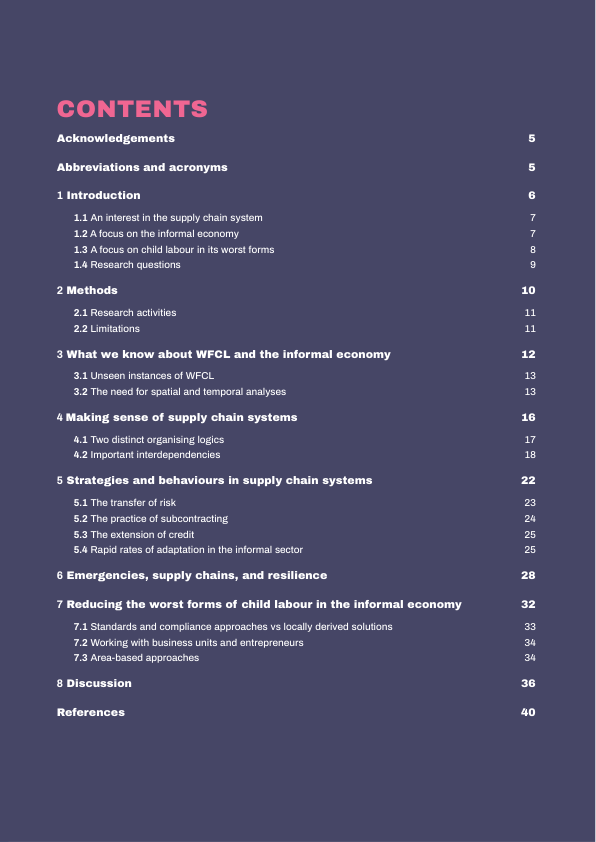 CONTENTS
Acknowledgements 5
Abbreviations and acronyms 5
1 Introduction 6
1.1 An interest in the supply chain system 7
1.2 A focus on the informal economy 7
1.3 A focus on child labour in its worst forms 8
1.4 Research questions 9
2 Methods 10
2.1 Research activities 11
2.2 Limitations 11
3 What we know about WFCL and the informal economy 12
3.1 Unseen instances of WFCL 13
3.2 The need for spatial and temporal analyses 13
4 Making sense of supply chain systems 16
4.1 Two distinct organising logics 17
4.2 Important interdependencies 18
5 Strategies and behaviours in supply chain systems 22
5.1 The transfer of risk 23
5.2 The practice of subcontracting 24
5.3 The extension of credit 25
5.4 Rapid rates of adaptation in the informal sector 25
6 Emergencies, supply chains, and resilience 28
7 Reducing the worst forms of child labour in the informal economy 32
7.1 Standards and compliance approaches vs locally derived solutions 33
7.2 Working with business units and entrepreneurs 34
7.3 Area-based approaches 34
8 Discussion 36
References 40